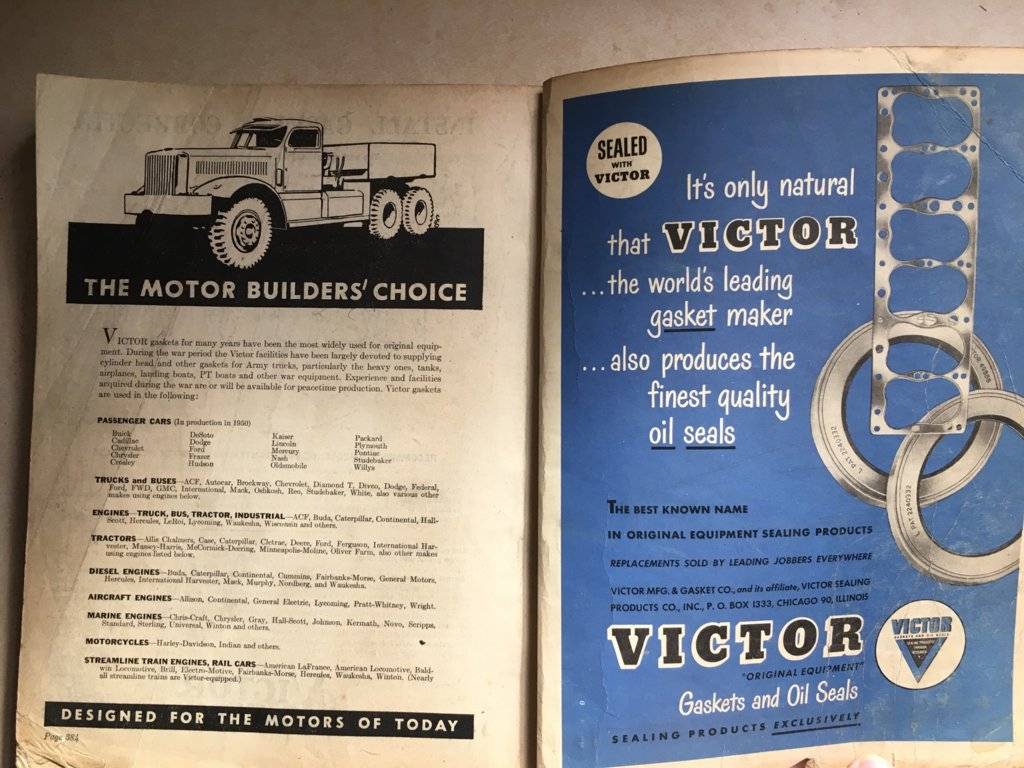 THE MOTOR BUILDERS' CHOICE
VICTOR gaskets for many years have been the most widely used for original equip-
ment. During the war period the Victor facilities have been largely devoted to supplying
cylinder head and other gaskets for Army trucks, particularly the heavy ones, tanks,
airplanes, landing boats, PT boats and other war equipment. Experience and facilities
acquired during the war are or will be available for peacetime production. Victor gaskets
are used in the following:
PASSENGER CARS (In production in 1950)
Buick DeSoto Kaiser Packard
Cadillac Dodge Lincoln Plymouth
Chevrolet Ford Mercury Pontiac
Chrysler Frazer Nash Studebaker
Crosley Hudson Oldsmobile Willys
TRUCKS and BUSES—ACF, Autocar, Brockway, Chevrolet, Diamond T, Divco, Dodge, Federal,
Ford, FWD, GMC, International, Mack, Oshkosh, Reo, Studebaker, White, also various other
makes using engines below.
ENGINES—TRUCK, BUS, TRACTOR, INDUSTRIAL—ACF, Buda, Caterpillar, Continental, Hall-
Scott, Hercules, LeRoi, Lycoming, Waukesha, Wisconsin and others.
TRACTORS—Allis Chalmers, Case, Caterpillar, Cletrac, Deere, Ford, Ferguson, International Har-
vester, Massey-Harris, McCormick-Deering, Minneapolis-Moline, Oliver Farm, also other makes
using engines listed below.
DIESEL ENGINES—Buda, Caterpillar, Continental, Cummins, Fairbanks-Morse, General Motors,
Hercules, International Harvester, Mack, Murphy, Nordberg, and Waukesha.
AIRCRAFT ENGINES—Allison, Continental, General Electric, Lycoming, Pratt-Whitney, Wright.
MARINE ENGINES—Chris-Craft, Chrysler, Gray, Hall-Scott, Johnson, Kermath, Novo, Scripps,
Standard, Sterling, Universal, Winton and others.
MOTORCYCLES—Harley-Davidson, Indian and others.
STREAMLINE TRAIN ENGINES, RAIL CARS—American LaFrance, American Locomotive, Bald-
win Locomotive, Brill, Electro-Motive, Fairbanks-Morse, Hercules, Waukesha, Winton. (Nearly
all streamline trains are Victor-equipped.)
DESIGNED FOR THE MOTORS OF TODAY
Page 384
SEALED
WITH
VICTOR
It's only natural
that VICTOR
...the world's leading
gasket maker
...also produces the
finest quality
oil seals
PAT 2240332
PAT 2240332
THE BEST KNOWN NAME
IN ORIGINAL EQUIPMENT SEALING PRODUCTS
REPLACEMENTS SOLD BY LEADING JOBBERS EVERYWHERE
VICTOR MFG. & GASKET CO., and its affiliate, VICTOR SEALING
PRODUCTS CO., INC., P. O. BOX 1333, CHICAGO 90, ILLINOIS
VICTOR
"ORIGINAL EQUIPMENT"
Gaskets and Oil Seals
SEALING PRODUCTS EXCLUSIVELY
VICTOR
GASKETS AND OIL SEALS